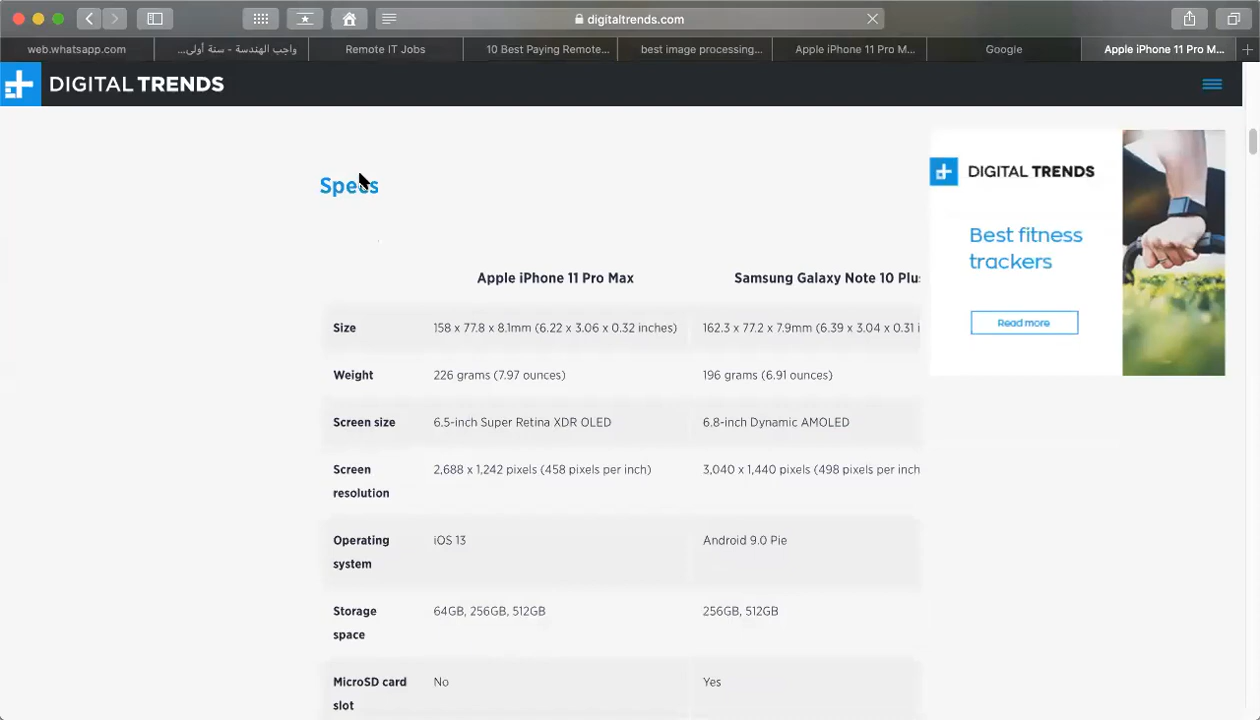 digitaltrends.com
web.whatsapp.com
واجب الهندسة - سنة أولى...
Remote IT Jobs
10 Best Paying Remote...
best image processing...
Apple iPhone 11 Pro M...
Google
Apple iPhone 11 Pro M...
DIGITAL TRENDS
Specs
DIGITAL TRENDS
Best fitness
trackers
Read more
Apple iPhone 11 Pro Max Samsung Galaxy Note 10 Plu
Size 158 x 77.8 x 8.1mm (6.22 x 3.06 x 0.32 inches) 162.3 x 77.2 x 7.9mm (6.39 x 3.04 x 0.31 i
Weight 226 grams (7.97 ounces) 196 grams (6.91 ounces)
Screen size 6.5-inch Super Retina XDR OLED 6.8-inch Dynamic AMOLED
Screen resolution 2,688 x 1,242 pixels (458 pixels per inch) 3,040 x 1,440 pixels (498 pixels per inch
Operating system iOS 13 Android 9.0 Pie
Storage space 64GB, 256GB, 512GB 256GB, 512GB
MicroSD card slot No Yes